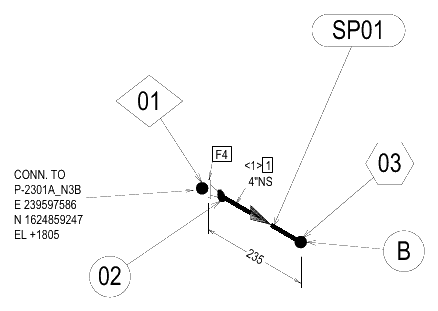 SP01
01
F4
<1> 1
4"NS
03
CONN. TO
P-2301A_N3B
E 239597586
N 1624859247
EL +1805
B
235
02